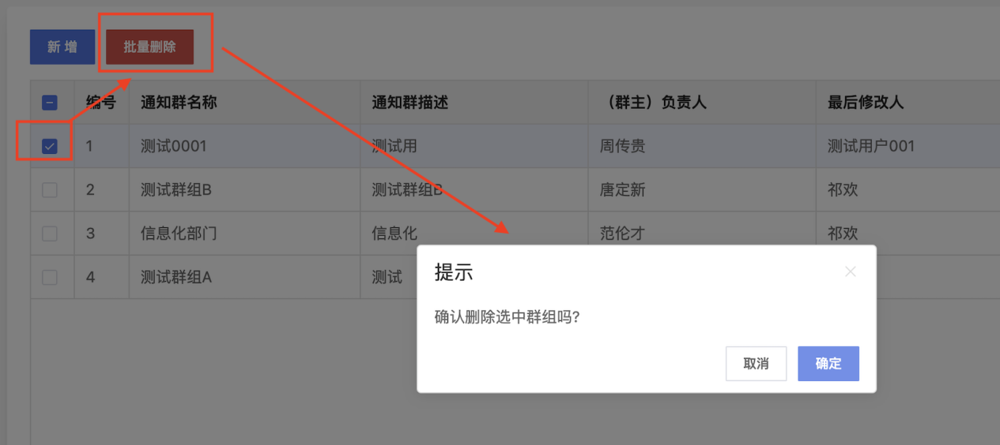 新 增 批量删除
编号 通知群名称 通知群描述 （群主）负责人 最后修改人
1 测试0001 测试用 周传贵 测试用户001
2 测试群组B 测试群组B 唐定新 祁欢
3 信息化部门 信息化 范伦才 祁欢
4 测试群组A 测试
提示
确认删除选中群组吗?
取消 确定